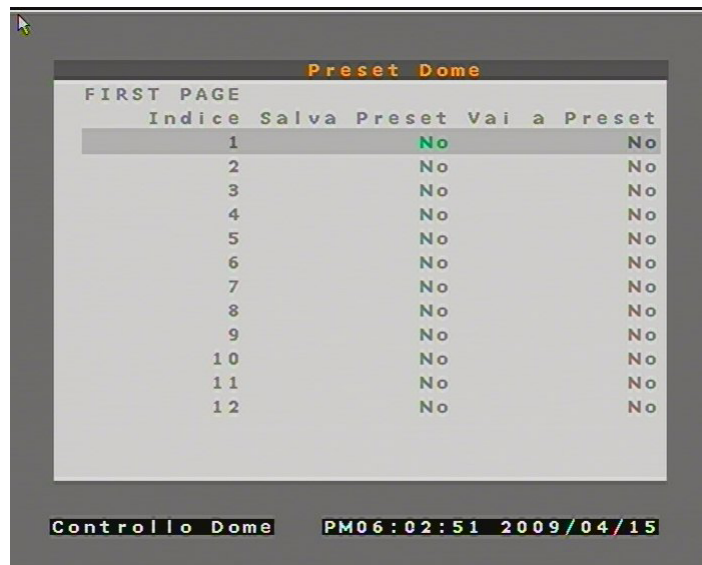 Preset Dome
FIRST PAGE
Indice Salva Preset Vai a Preset
1 No No
2 No No
3 No No
4 No No
5 No No
6 No No
7 No No
8 No No
9 No No
10 No No
11 No No
12 No No
Controllo Dome PM06:02:51 2009/04/15